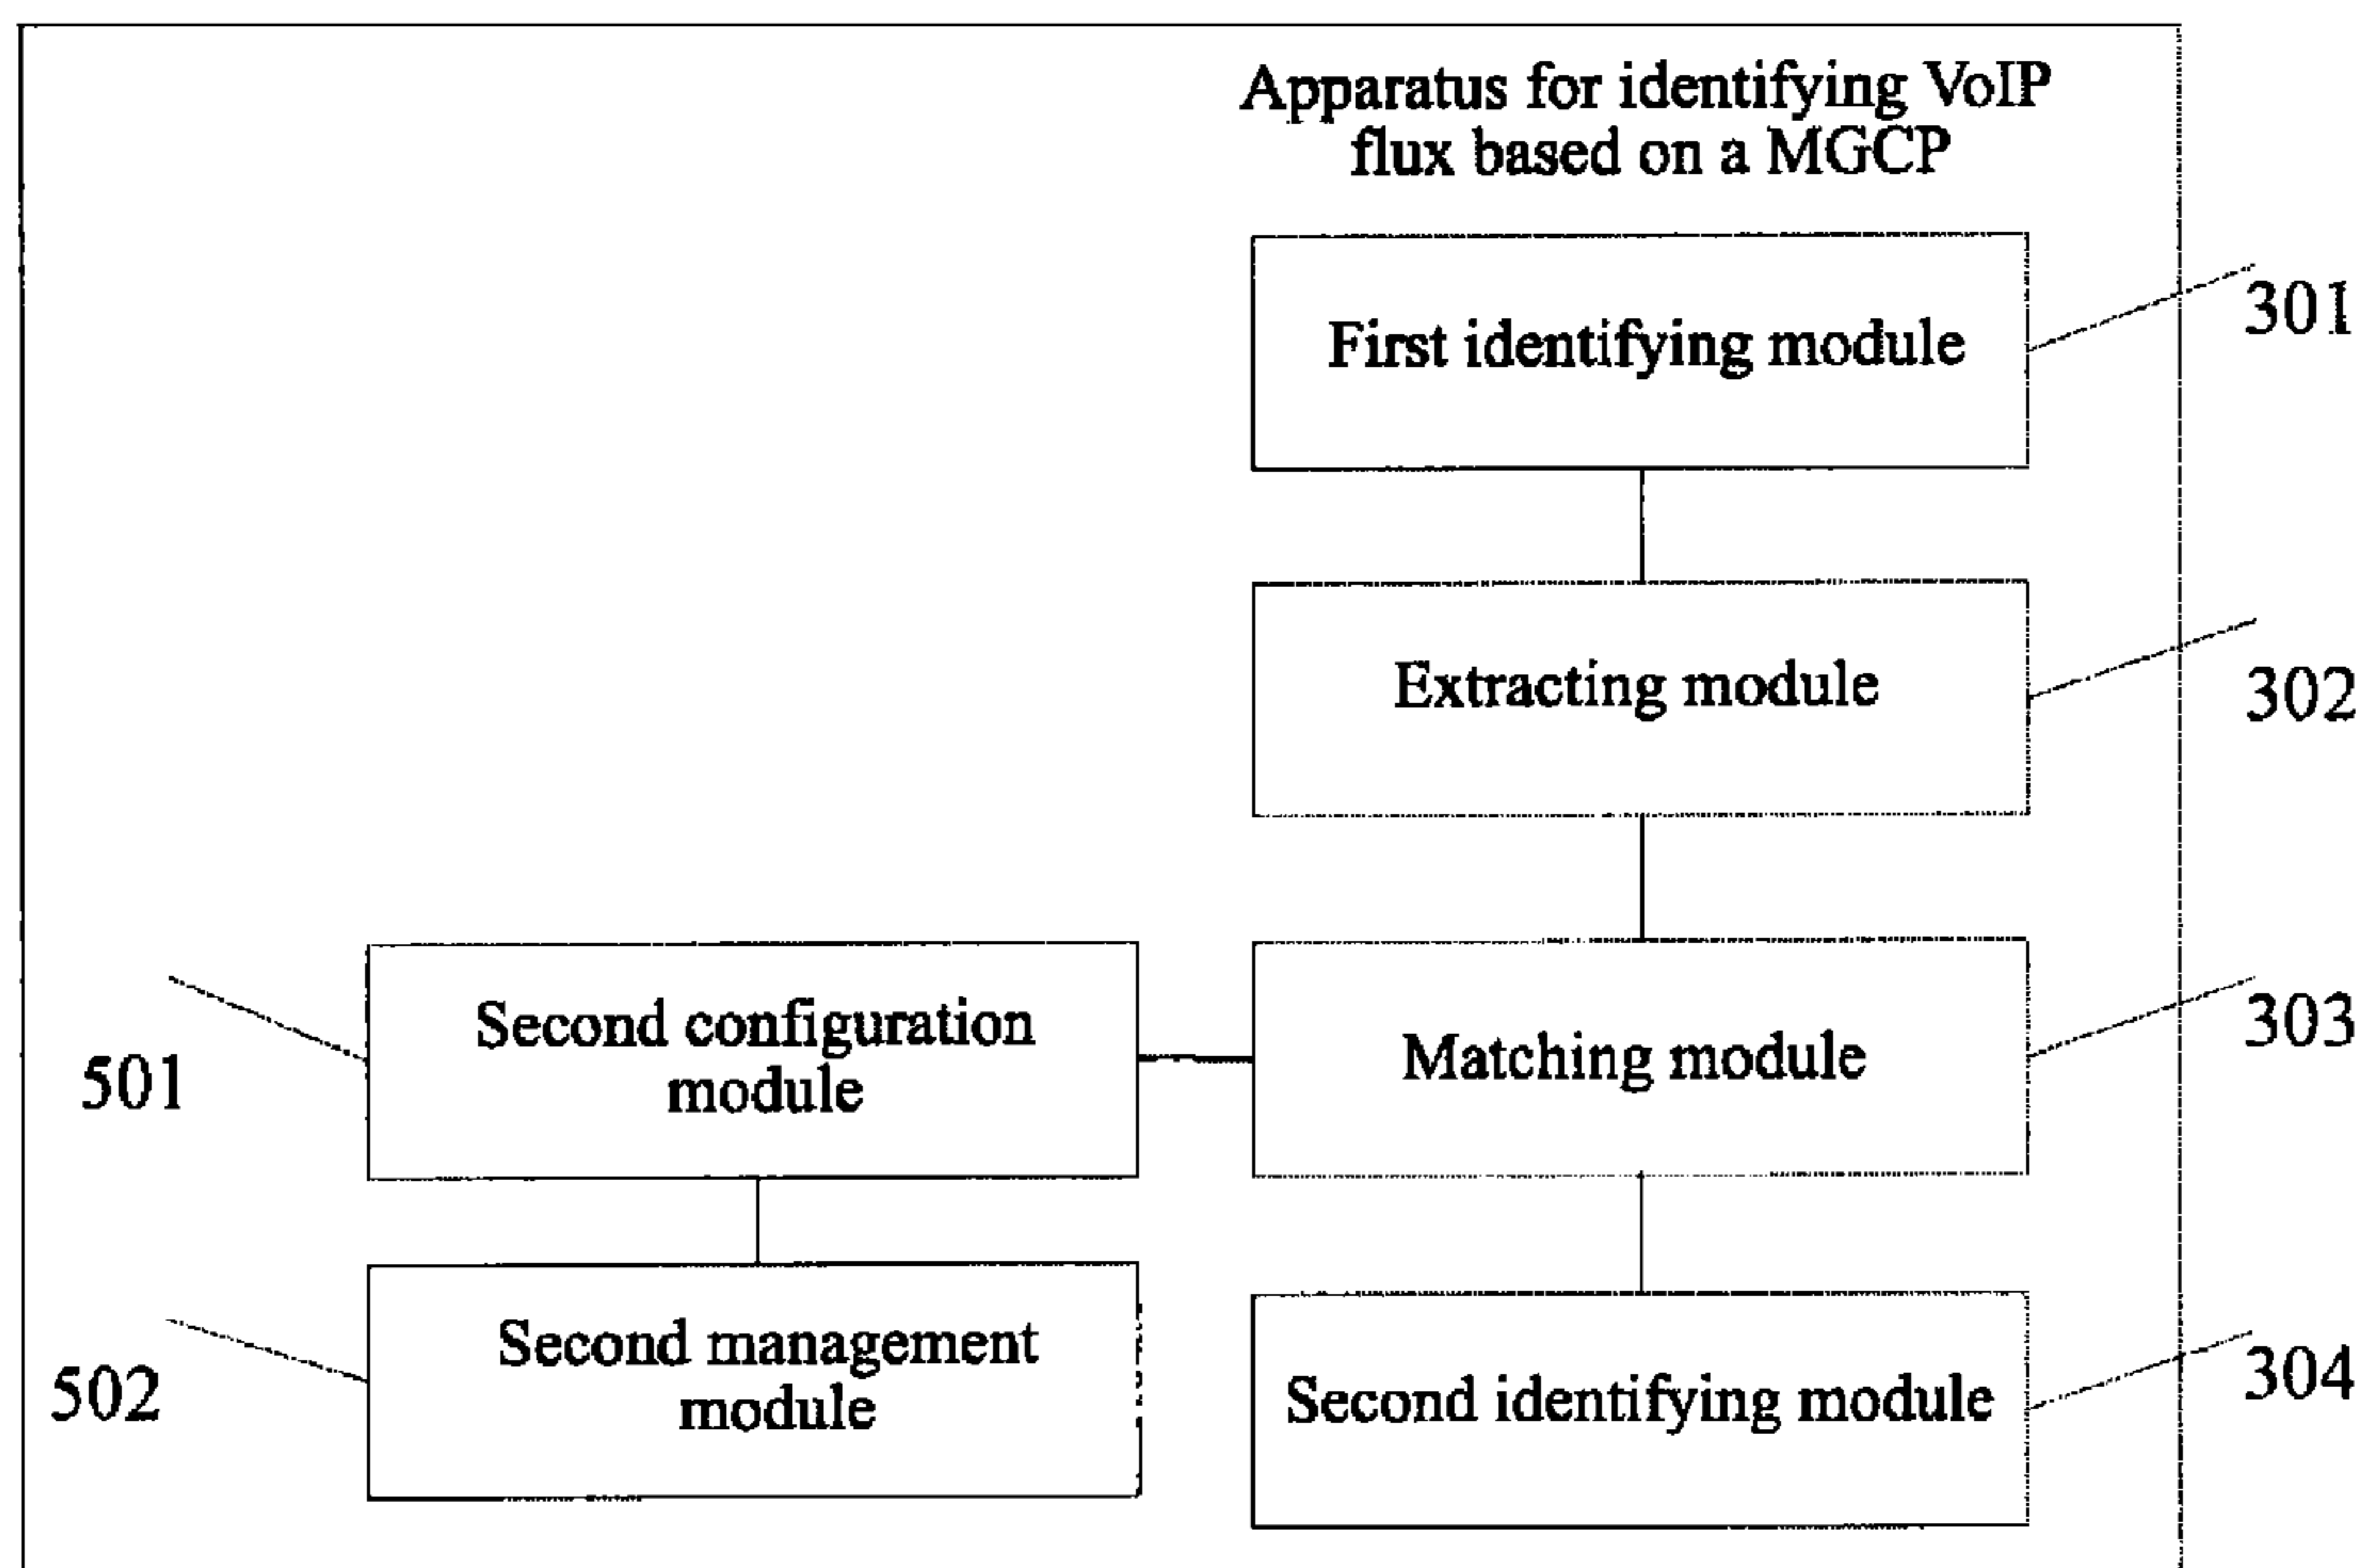 Apparatus for identifying VoIP
flux based on a MGCP
First identifying module
301
Extracting module
302
Second configuration
module
501
Matching module
303
Second management
module
502
Second identifying module
304